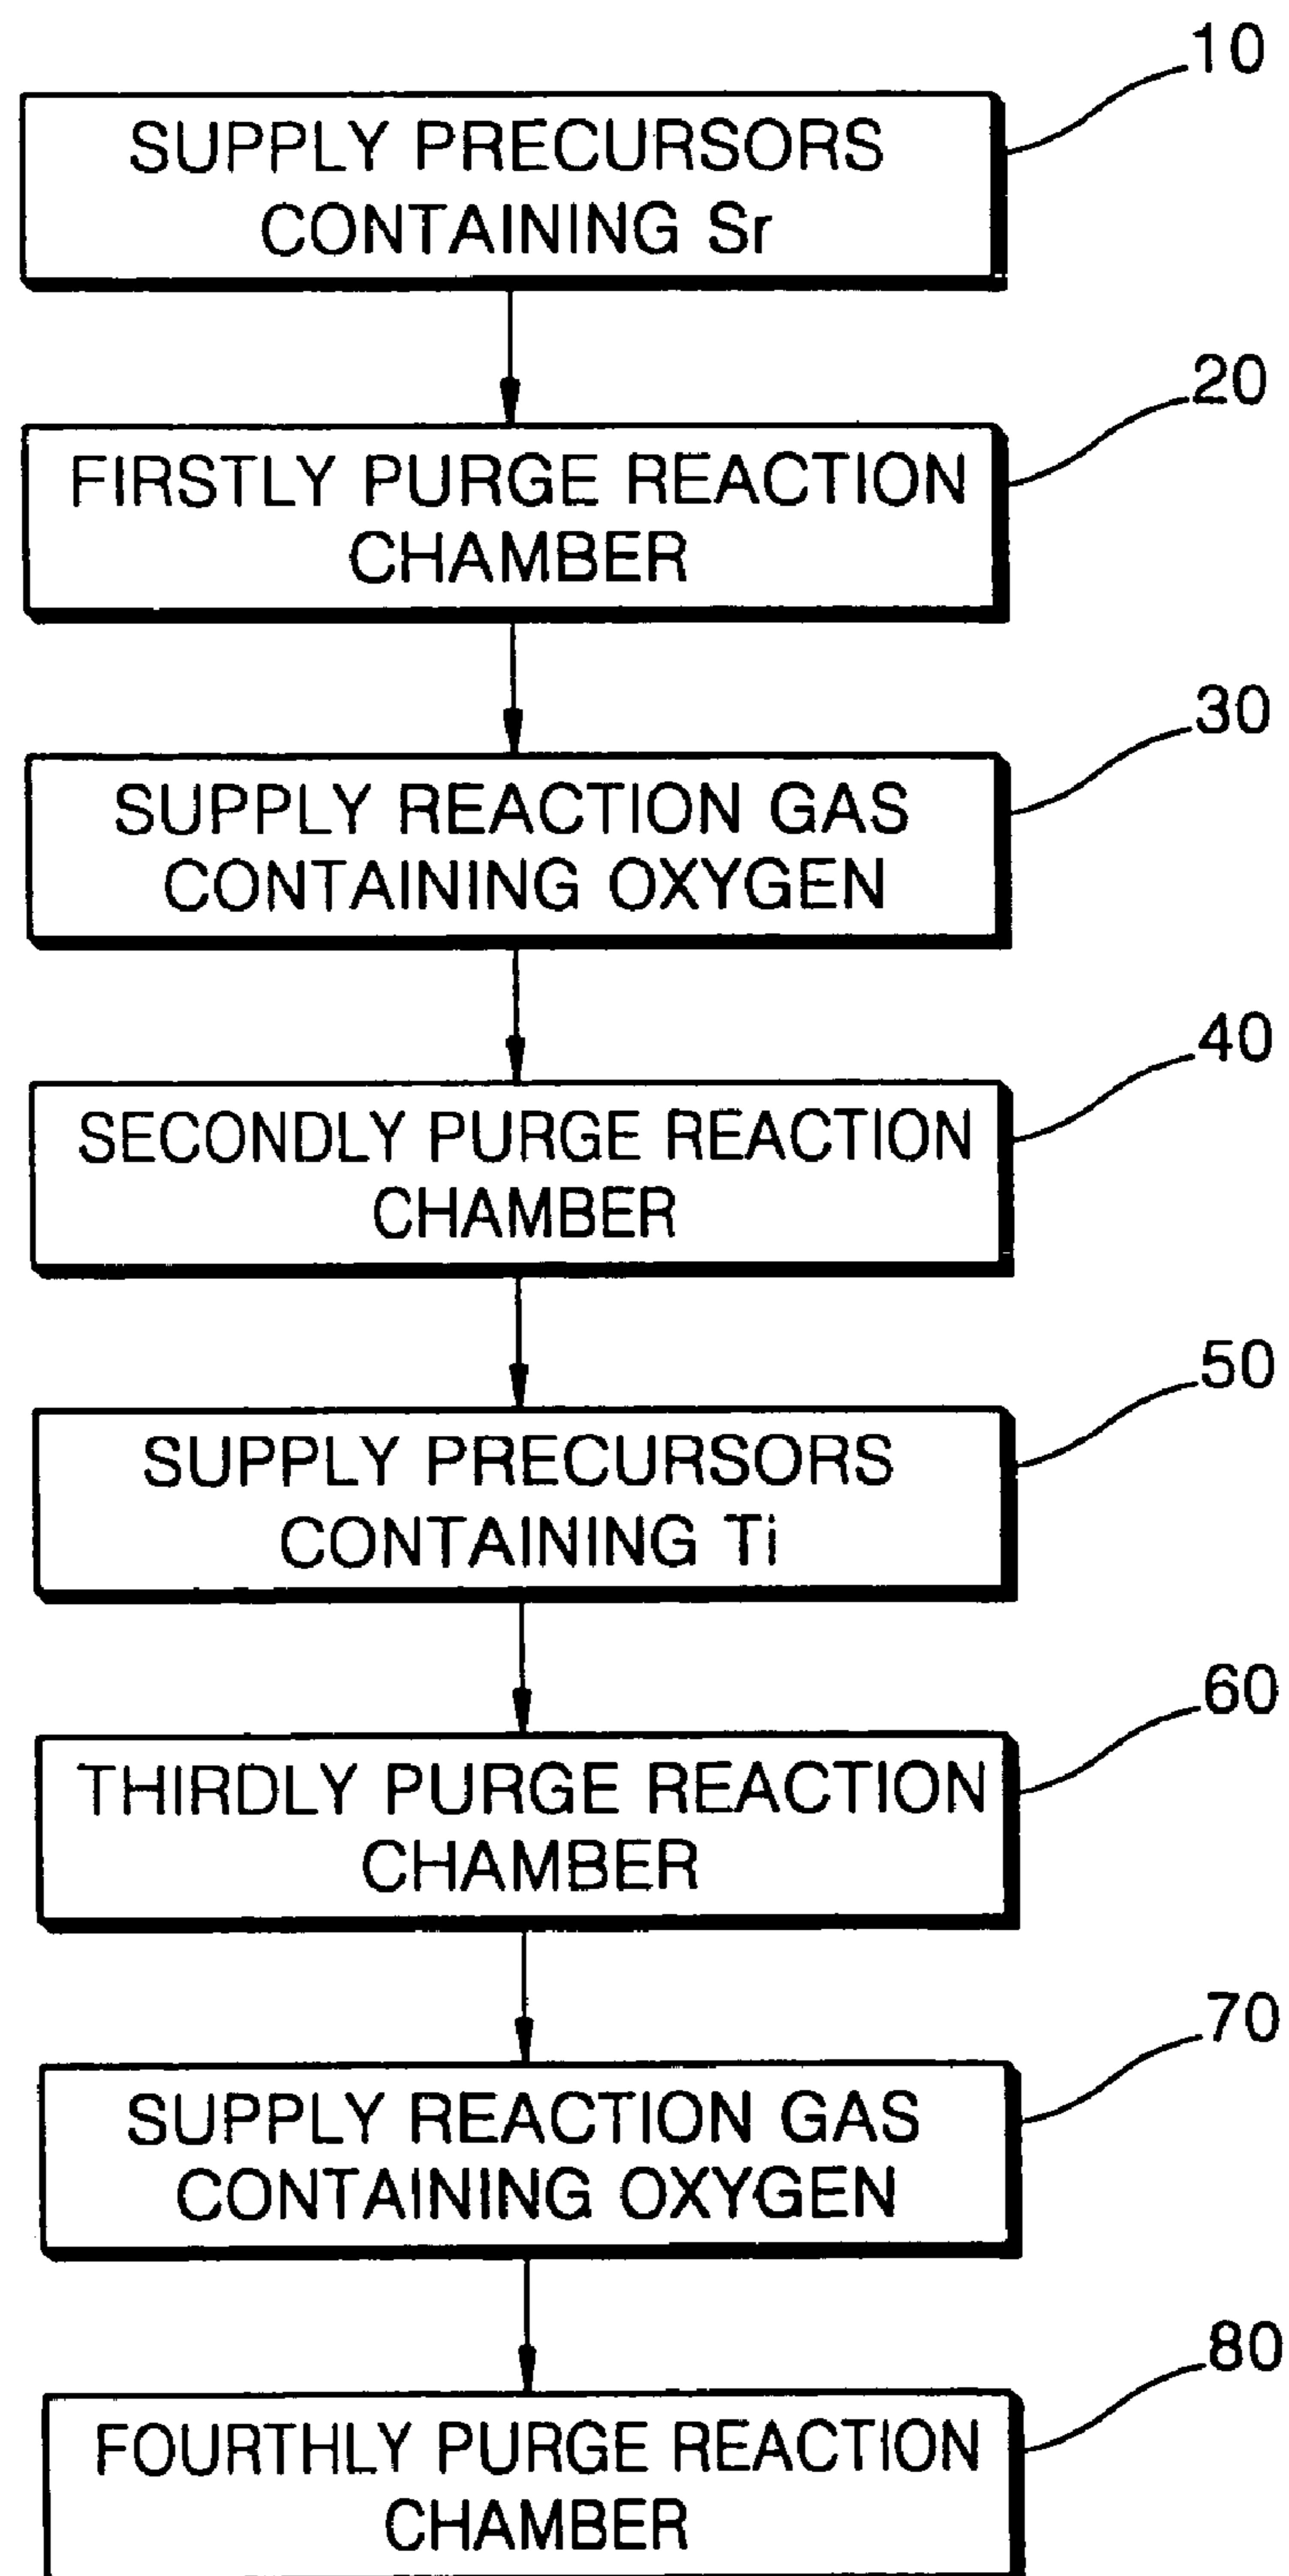 10
SUPPLY PRECURSORS
CONTAINING Sr
20
FIRSTLY PURGE REACTION
CHAMBER
30
SUPPLY REACTION GAS
CONTAINING OXYGEN
40
SECONDLY PURGE REACTION
CHAMBER
50
SUPPLY PRECURSORS
CONTAINING Ti
60
THIRDLY PURGE REACTION
CHAMBER
70
SUPPLY REACTION GAS
CONTAINING OXYGEN
80
FOURTHLY PURGE REACTION
CHAMBER